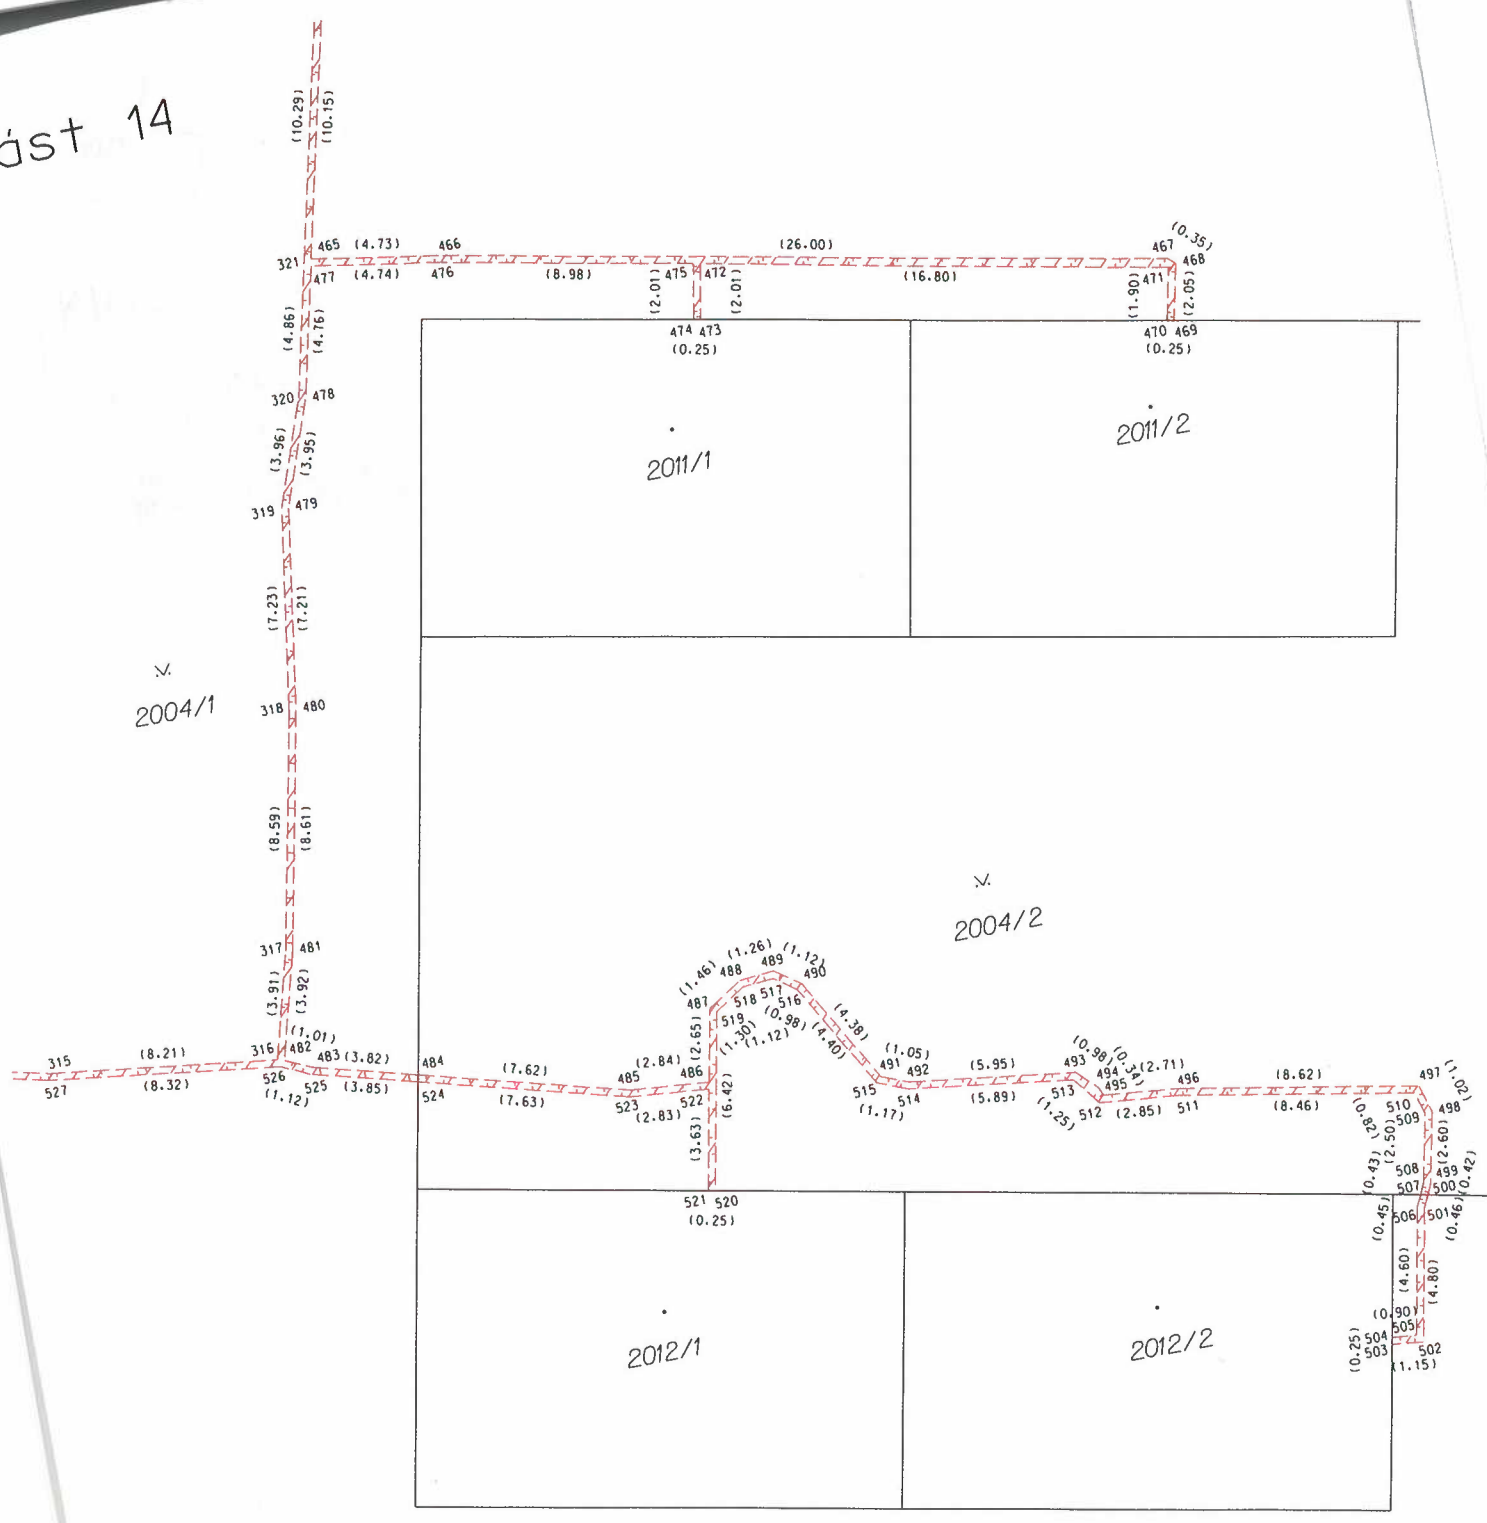 ást 14
(10.29) (10.15)
465 (4.73) 466 (26.00) 467 (0.35)
321 468
477 (4.74) 476 (8.98) (2.01) 475 472 (2.01) (16.80) (1.90) 471 (2.05)
(4.86) (4.76)
474 473 470 469
(0.25) (0.25)
320 478
2011/1 2011/2
(3.96) (3.95)
319 479
(7.23) (7.21)
v.
2004/1 318 480
(8.59) (8.61)
v.
2004/2
317 481
(3.91) (3.92)
(1.46) (1.26) (1.12)
488 489 490
487 518 517 516
519 (0.98)
(2.65) (1.30) (1.12) (4.40) (4.38)
(1.01)
315 (8.21) 316 482 483 (3.82) 484 (7.62) (2.84) 485 486
527 (8.32) 526 525 (3.85) 524 (7.63) 523 522
(1.12) (2.83) (6.42)
(1.05) (0.98) (0.34)
491 492 (5.95) 493 494 (2.71) (8.62) 497 (1.02)
495 496
515 514 (5.89) 513 512 (2.85) 511 (8.46) 510 498
(1.17) (1.25) (0.82) 509
(3.63) (2.50) (2.60)
508 499
(0.43) 507 500 (0.42)
521 520
(0.25)
(0.45) 506 501 (0.46)
(4.60) (4.80)
(0.90)
505
504
(0.25) 503 502
(1.15)
2012/1 2012/2